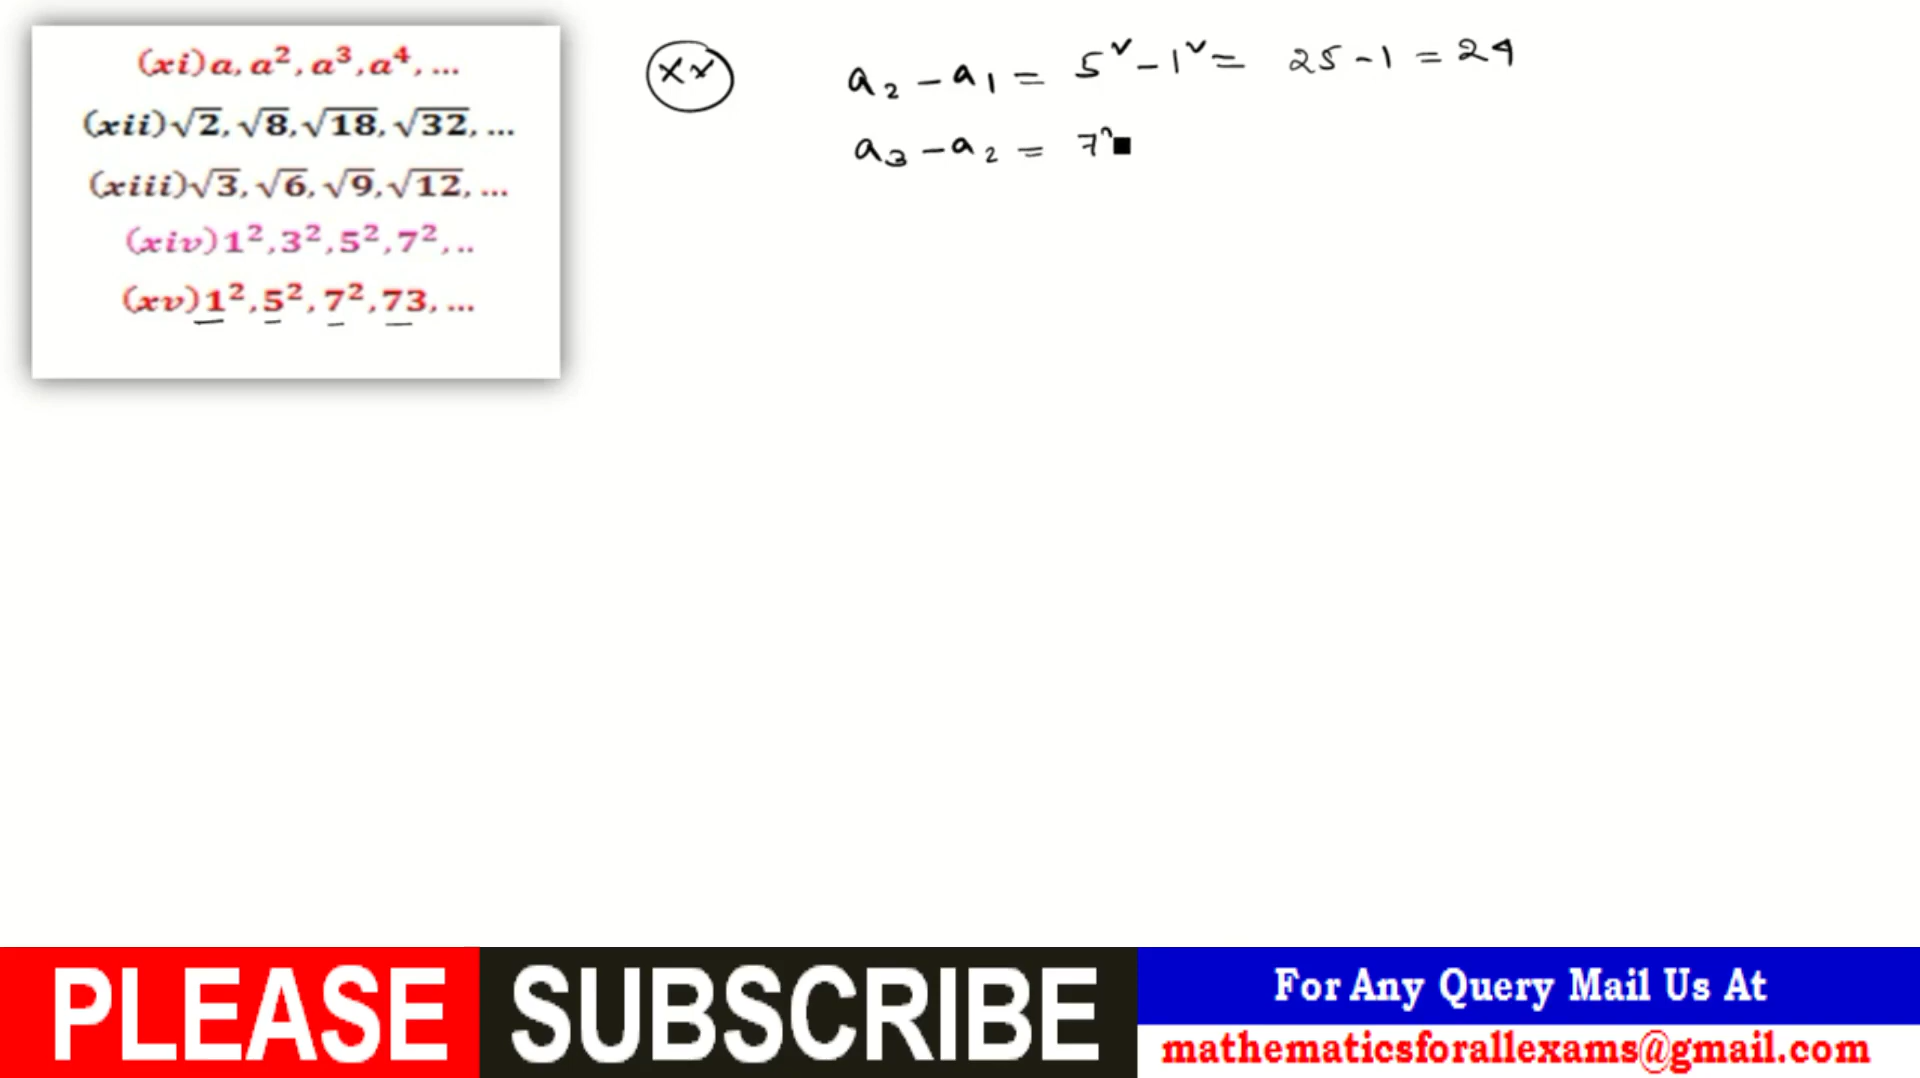 (xi) a, a², a³, a⁴, ...
(xii) √2, √8, √18, √32, ...
(xiii) √3, √6, √9, √12, ...
(xiv) 1², 3², 5², 7², ..
(xv) 1², 5², 7², 73, ...
xv
a₂ - a₁ = 5² - 1² = 25 - 1 = 24
a₃ - a₂ = 7²
PLEASE SUBSCRIBE
For Any Query Mail Us At
mathematicsforallexams@gmail.com